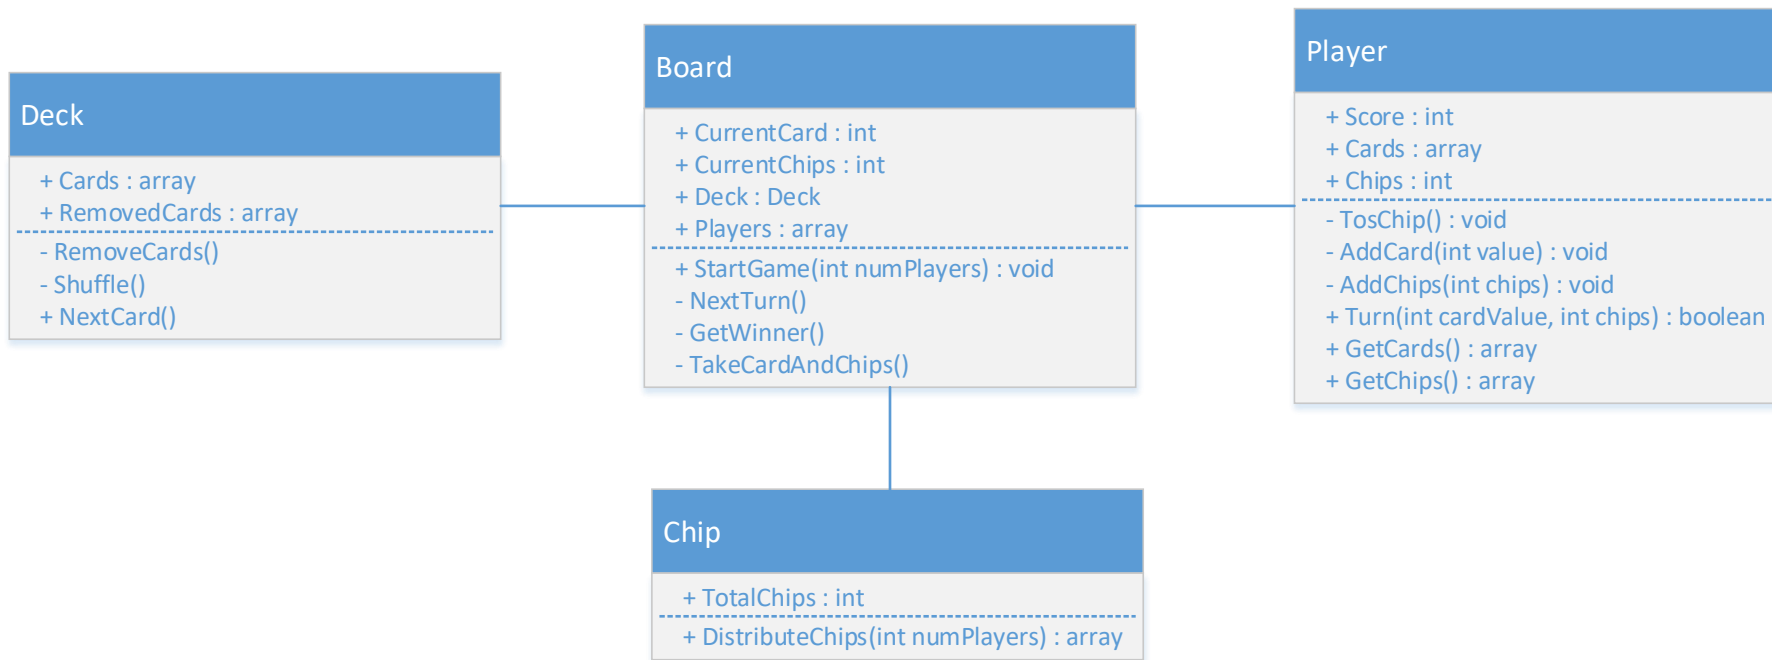 Deck
+ Cards : array
+ RemovedCards : array
- RemoveCards()
- Shuffle()
+ NextCard()
Board
+ CurrentCard : int
+ CurrentChips : int
+ Deck : Deck
+ Players : array
+ StartGame(int numPlayers) : void
- NextTurn()
- GetWinner()
- TakeCardAndChips()
Player
+ Score : int
+ Cards : array
+ Chips : int
- TosChip() : void
- AddCard(int value) : void
- AddChips(int chips) : void
+ Turn(int cardValue, int chips) : boolean
+ GetCards() : array
+ GetChips() : array
Chip
+ TotalChips : int
+ DistributeChips(int numPlayers) : array